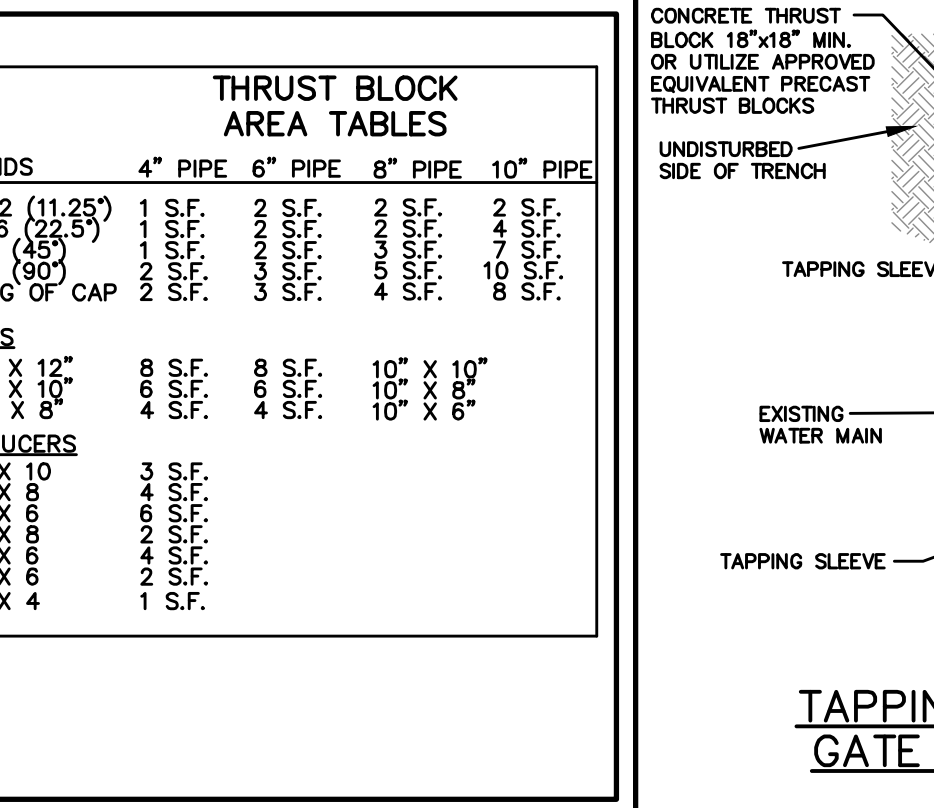 THRUST BLOCK
AREA TABLES
NDS 4" PIPE 6" PIPE 8" PIPE 10" PIPE
2 (11.25°) 1 S.F. 2 S.F. 2 S.F. 2 S.F.
6 (22.5°) 1 S.F. 2 S.F. 2 S.F. 4 S.F.
(45°) 1 S.F. 2 S.F. 3 S.F. 7 S.F.
(90°) 2 S.F. 3 S.F. 5 S.F. 10 S.F.
G OF CAP 2 S.F. 3 S.F. 4 S.F. 8 S.F.
S
X 12" 8 S.F. 8 S.F. 10" X 10"
X 10" 6 S.F. 6 S.F. 10" X 8"
X 8" 4 S.F. 4 S.F. 10" X 6"
UCERS
X 10 3 S.F.
X 8 4 S.F.
X 6 6 S.F.
X 8 2 S.F.
X 6 4 S.F.
X 6 2 S.F.
X 4 1 S.F.
CONCRETE THRUST
BLOCK 18"x18" MIN.
OR UTILIZE APPROVED
EQUIVALENT PRECAST
THRUST BLOCKS
UNDISTURBED
SIDE OF TRENCH
TAPPING SLEEV
EXISTING
WATER MAIN
TAPPING SLEEVE
TAPPIN
GATE